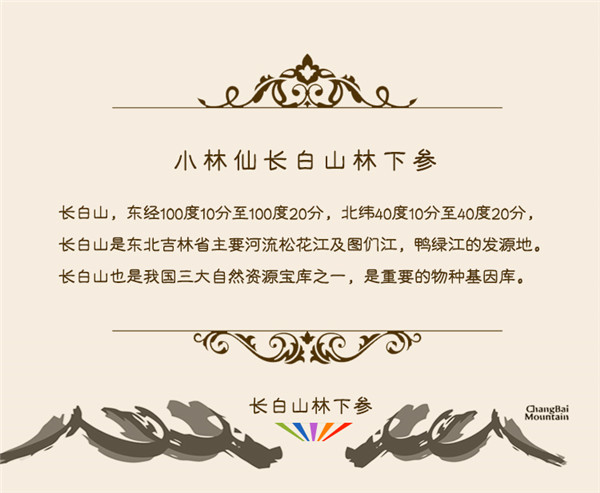 小林仙长白山林下参
长白山，东经100度10分至100度20分，北纬40度10分至40度20分，
长白山是东北吉林省主要河流松花江及图们江，鸭绿江的发源地。
长白山也是我国三大自然资源宝库之一，是重要的物种基因库。
长白山林下参
ChangBai
Mountain